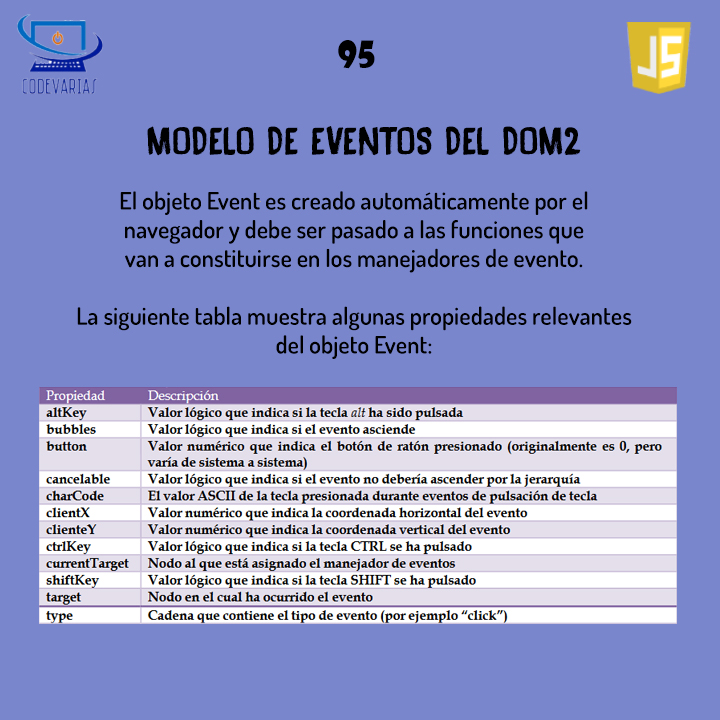 CODEVARIAS
95
JS
MODELO DE EVENTOS DEL DOM2
El objeto Event es creado automáticamente por el
navegador y debe ser pasado a las funciones que
van a constituirse en los manejadores de evento.
La siguiente tabla muestra algunas propiedades relevantes
del objeto Event:
Propiedad Descripción
altKey Valor lógico que indica si la tecla alt ha sido pulsada
bubbles Valor lógico que indica si el evento asciende
button Valor numérico que indica el botón de ratón presionado (originalmente es 0, pero
varía de sistema a sistema)
cancelable Valor lógico que indica si el evento no debería ascender por la jerarquía
charCode El valor ASCII de la tecla presionada durante eventos de pulsación de tecla
clientX Valor numérico que indica la coordenada horizontal del evento
clienteY Valor numérico que indica la coordenada vertical del evento
ctrlKey Valor lógico que indica si la tecla CTRL se ha pulsado
currentTarget Nodo al que está asignado el manejador de eventos
shiftKey Valor lógico que indica si la tecla SHIFT se ha pulsado
target Nodo en el cual ha ocurrido el evento
type Cadena que contiene el tipo de evento (por ejemplo “click”)